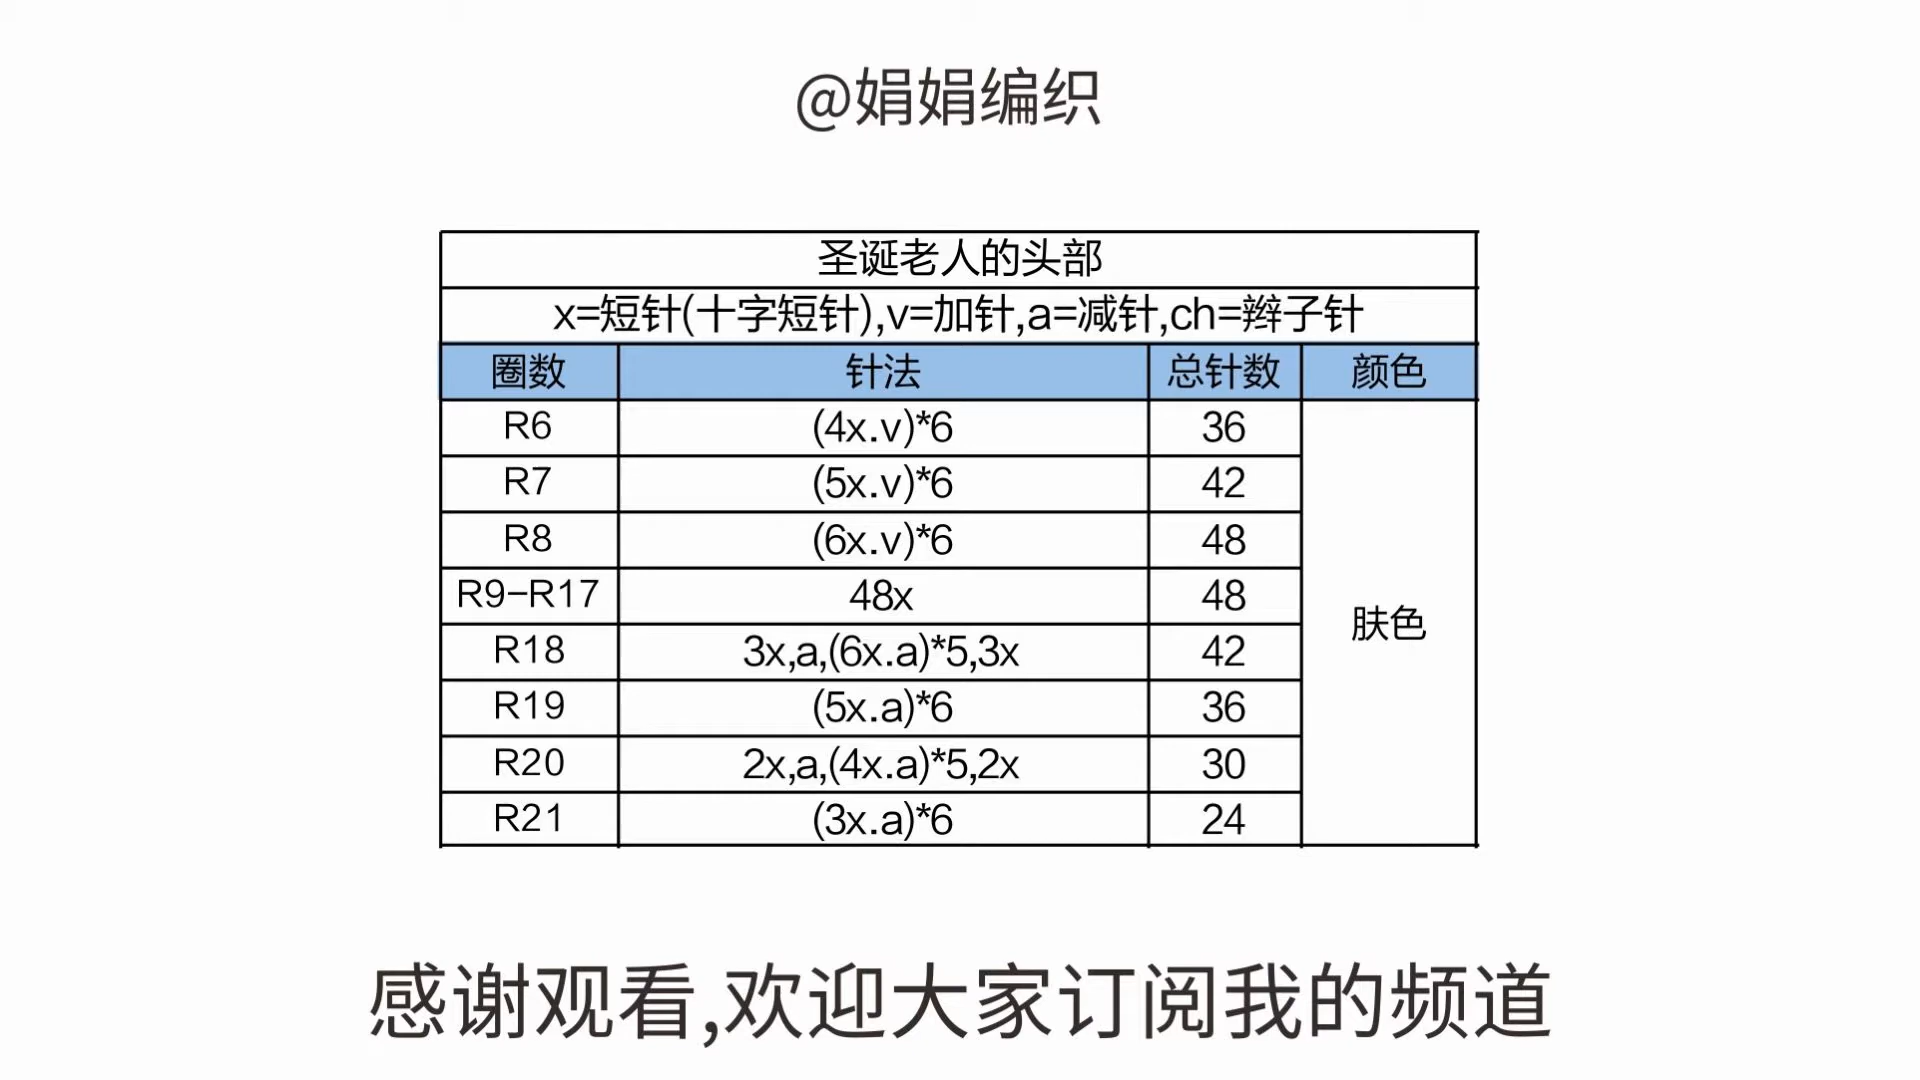 @娟娟编织
圣诞老人的头部
x=短针(十字短针),v=加针,a=减针,ch=辫子针
圈数 针法 总针数 颜色
R6 (4x.v)*6 36
R7 (5x.v)*6 42
R8 (6x.v)*6 48
R9-R17 48x 48
肤色
R18 3x,a,(6x.a)*5,3x 42
R19 (5x.a)*6 36
R20 2x,a,(4x.a)*5,2x 30
R21 (3x.a)*6 24
感谢观看,欢迎大家订阅我的频道